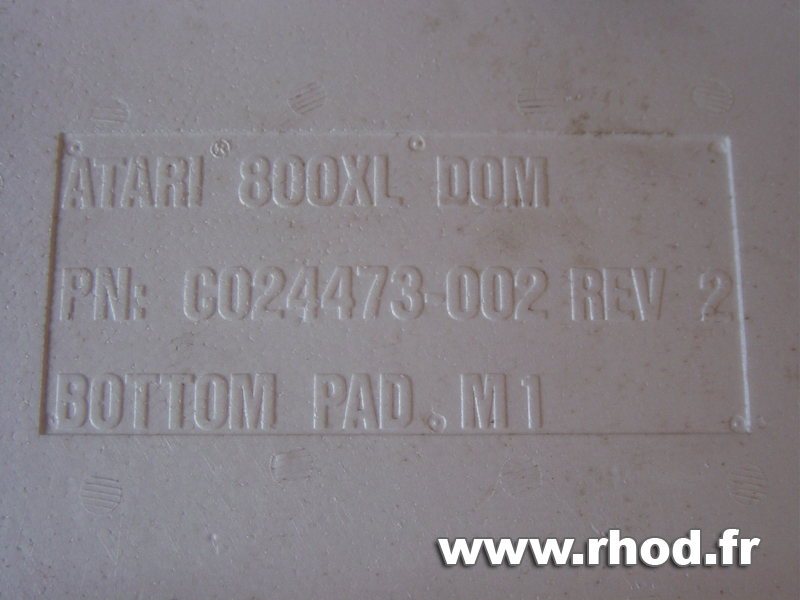 ATARI® 800XL DOM
PN: C024473-002 REV 2
BOTTOM PAD. M1
www.rhod.fr